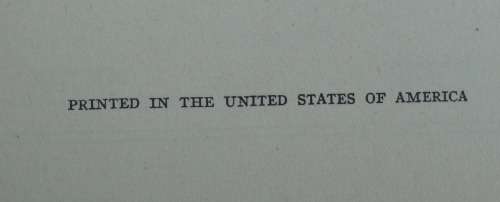 PRINTED IN THE UNITED STATES OF AMERICA